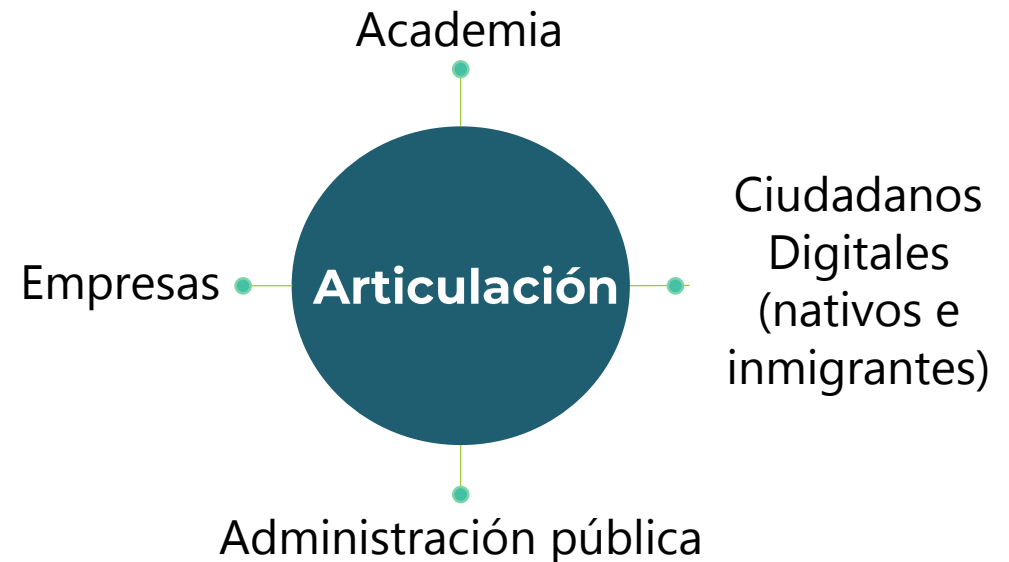 Academia
Empresas
Articulación
Ciudadanos
Digitales
(nativos e
inmigrantes)
Administración pública